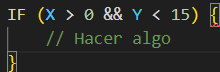 IF (X > 0 && Y < 15) {
// Hacer algo
}